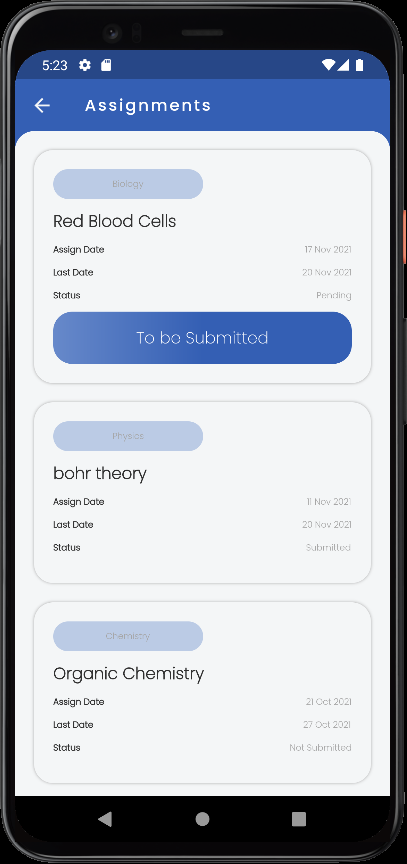 5:23
Assignments
Biology
Red Blood Cells
Assign Date 17 Nov 2021
Last Date 20 Nov 2021
Status Pending
To be Submitted
Physics
bohr theory
Assign Date 11 Nov 2021
Last Date 20 Nov 2021
Status Submitted
Chemistry
Organic Chemistry
Assign Date 21 Oct 2021
Last Date 27 Oct 2021
Status Not Submitted